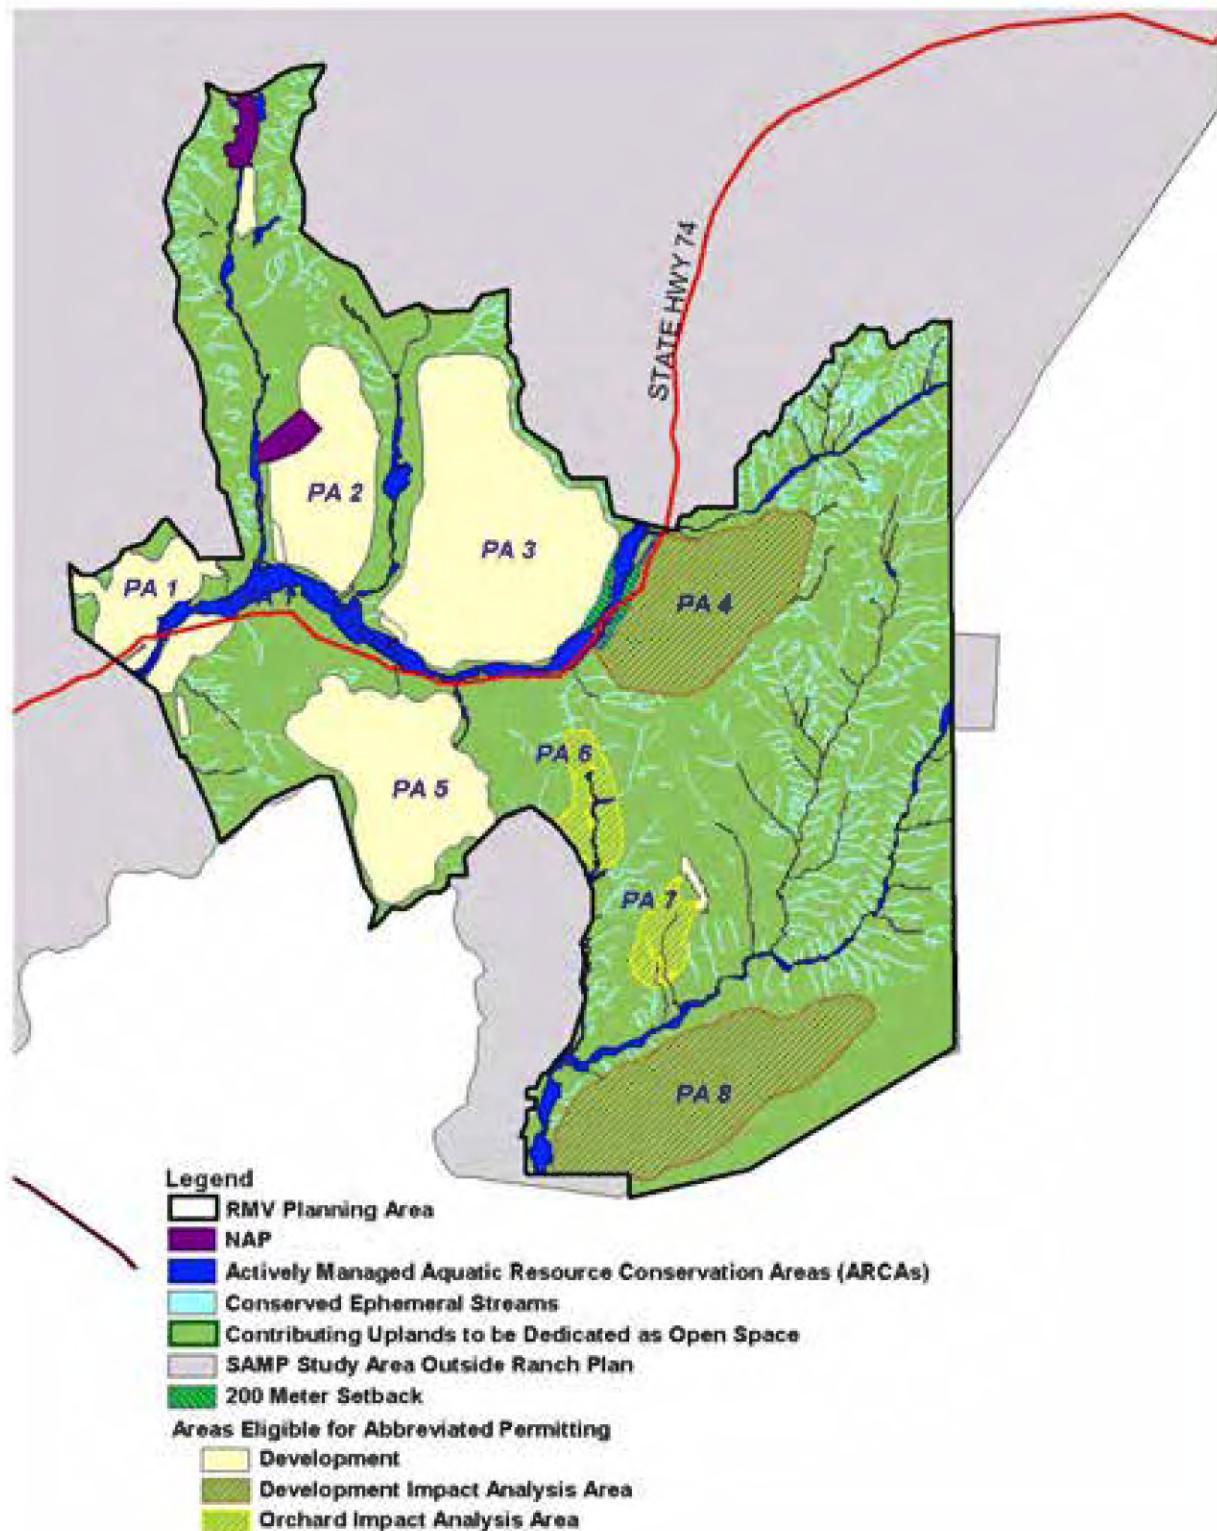 STATE HWY 74
PA 2
PA 3
PA 1
PA 4
PA 6
PA 5
PA 7
PA 8
Legend
RMV Planning Area
NAP
Actively Managed Aquatic Resource Conservation Areas (ARCAs)
Conserved Ephemeral Streams
Contributing Uplands to be Dedicated as Open Space
SAMP Study Area Outside Ranch Plan
200 Meter Setback
Areas Eligible for Abbreviated Permitting
Development
Development Impact Analysis Area
Orchard Impact Analysis Area